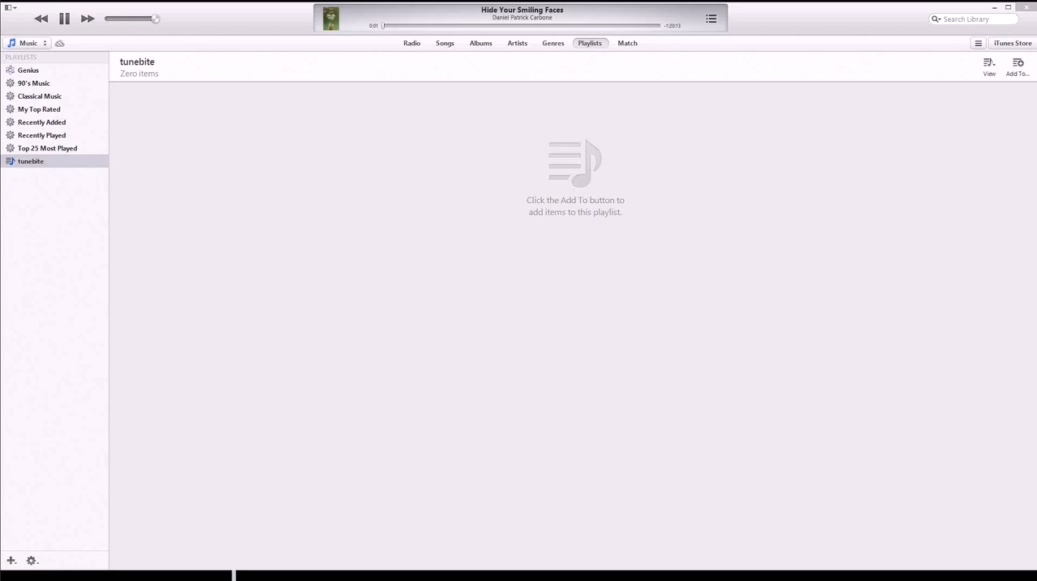 Hide Your Smiling Faces
Daniel Patrick Carbone
0:01
-1:20:13
Search Library
Music
Radio
Songs
Albums
Artists
Genres
Playlists
Match
iTunes Store
PLAYLISTS
Genius
90's Music
Classical Music
My Top Rated
Recently Added
Recently Played
Top 25 Most Played
tunebite
tunebite
Zero items
View
Add To...
Click the Add To button to
add items to this playlist.